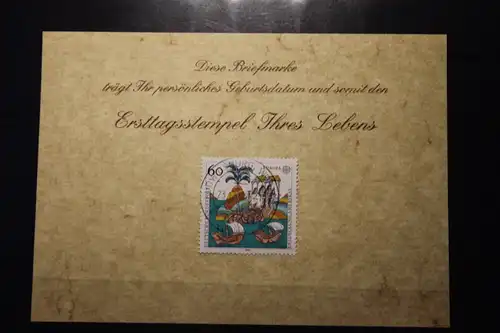 Diese Briefmarke
trägt Ihr persönliches Geburtsdatum und somit den
Ersttagsstempel Ihres Lebens
60